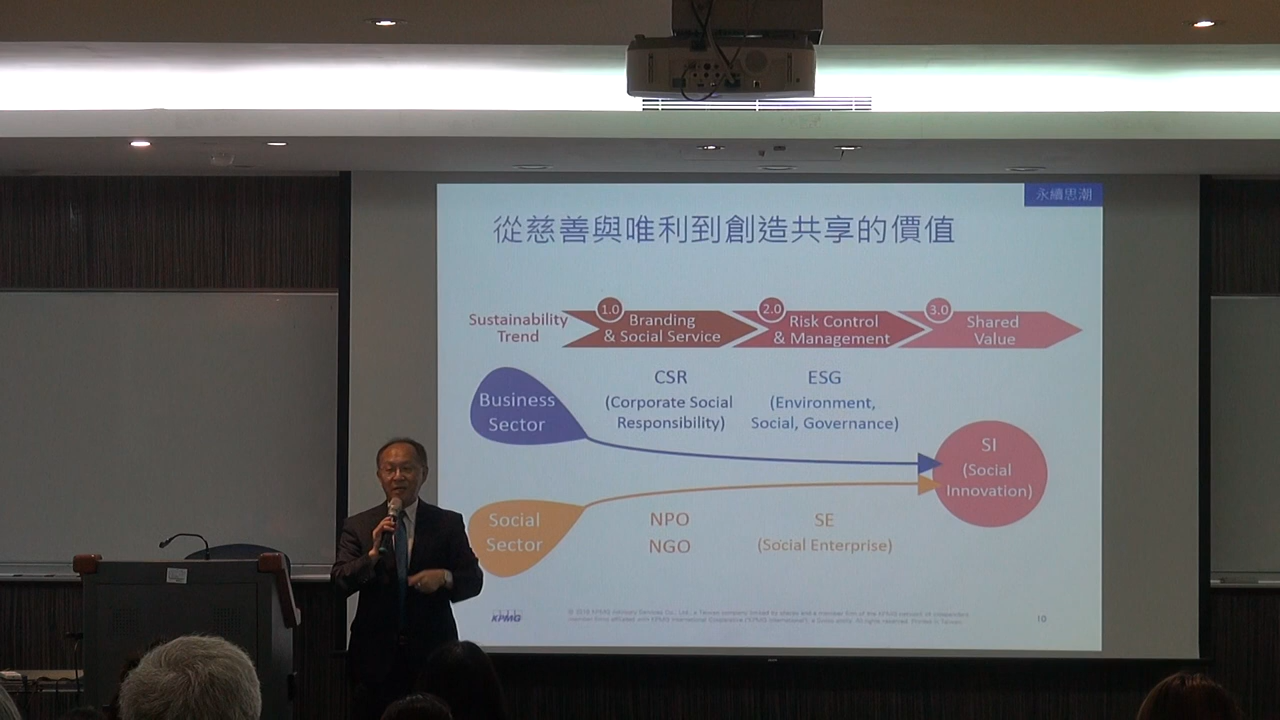 永續思潮
從慈善與唯利到創造共享的價值
Sustainability
Trend
1.0
Branding
& Social Service
2.0
Risk Control
& Management
3.0
Shared
Value
Business
Sector
CSR
(Corporate Social
Responsibility)
ESG
(Environment,
Social, Governance)
SI
(Social
Innovation)
Social
Sector
NPO
NGO
SE
(Social Enterprise)
KPMG
10